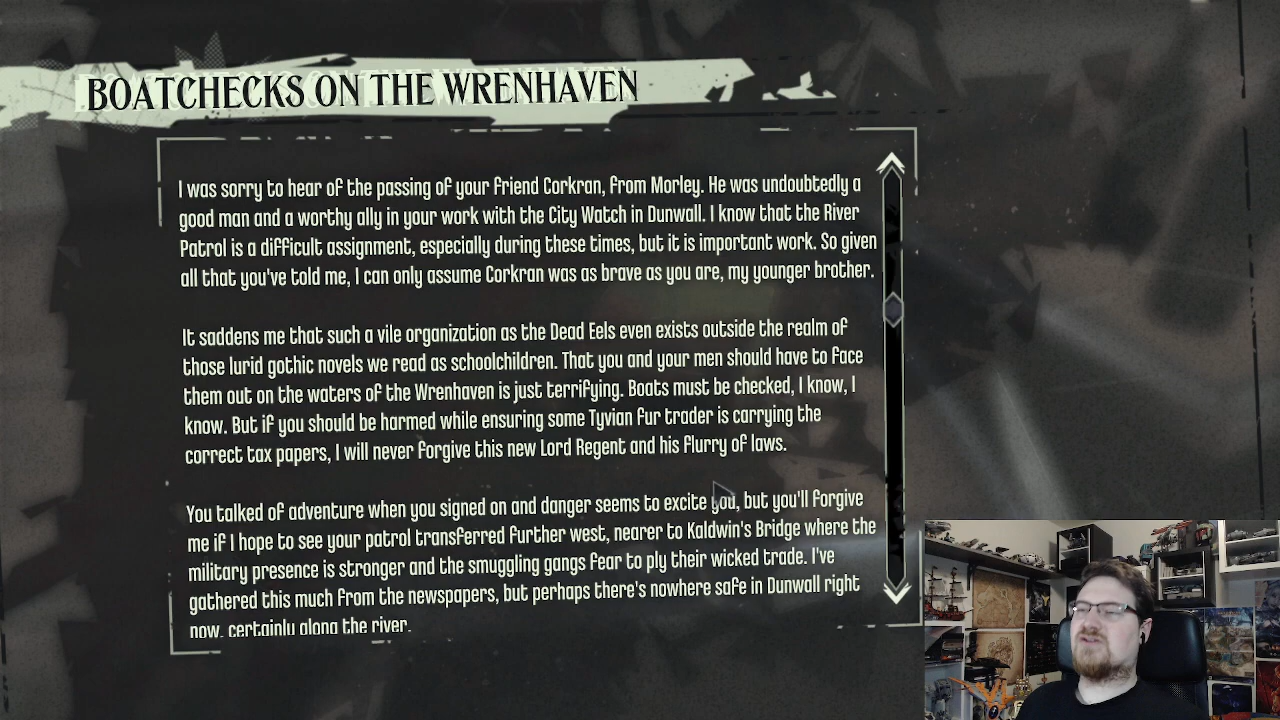 BOATCHECKS ON THE WRENHAVEN
I was sorry to hear of the passing of your friend Corkran, from Morley. He was undoubtedly a
good man and a worthy ally in your work with the City Watch in Dunwall. I know that the River
Patrol is a difficult assignment, especially during these times, but it is important work. So given
all that you've told me, I can only assume Corkran was as brave as you are, my younger brother.
It saddens me that such a vile organization as the Dead Eels even exists outside the realm of
those lurid gothic novels we read as schoolchildren. That you and your men should have to face
them out on the waters of the Wrenhaven is just terrifying. Boats must be checked, I know, I
know. But if you should be harmed while ensuring some Tyvian fur trader is carrying the
correct tax papers, I will never forgive this new Lord Regent and his flurry of laws.
You talked of adventure when you signed on and danger seems to excite you, but you'll forgive
me if I hope to see your patrol transferred further west, nearer to Kaldwin's Bridge where the
military presence is stronger and the smuggling gangs fear to ply their wicked trade. I've
gathered this much from the newspapers, but perhaps there's nowhere safe in Dunwall right
now, certainly along the river.